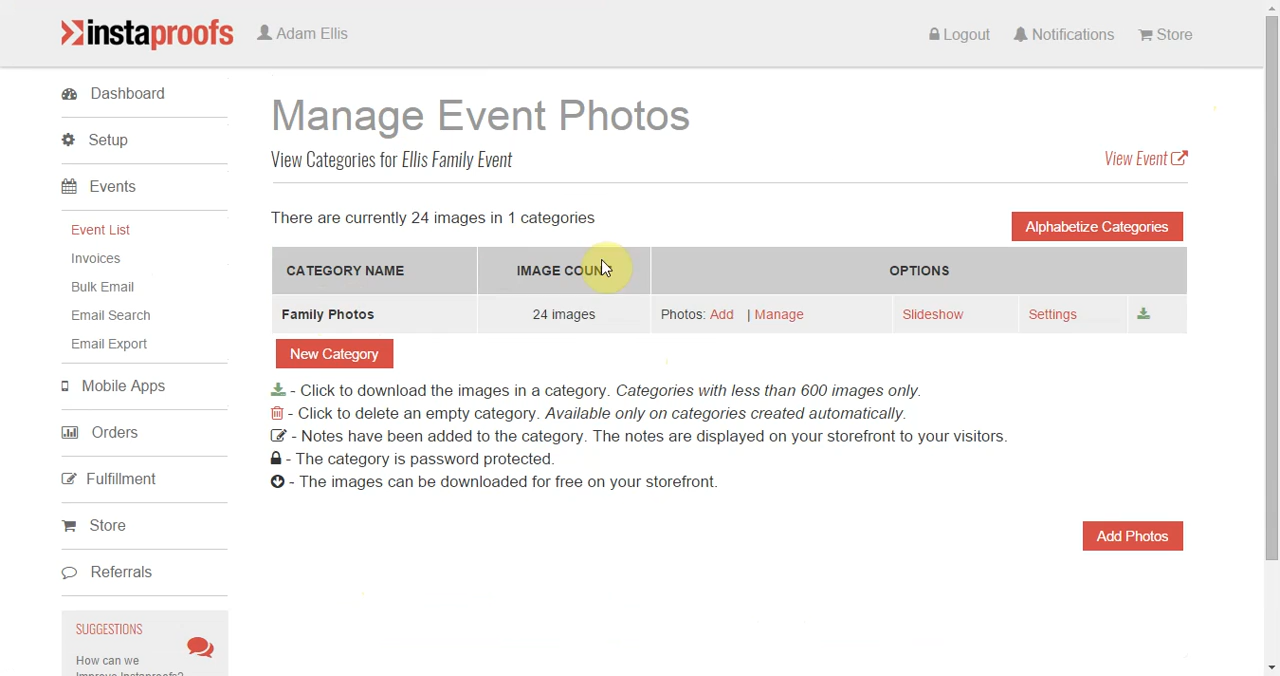 instaproofs
Adam Ellis
Logout
Notifications
Store
Dashboard
Setup
Events
Event List
Invoices
Bulk Email
Email Search
Email Export
Mobile Apps
Orders
Fulfillment
Store
Referrals
SUGGESTIONS
How can we
improve Instaproofs?
Manage Event Photos
View Categories for Ellis Family Event
View Event
There are currently 24 images in 1 categories
Alphabetize Categories
CATEGORY NAME IMAGE COUN OPTIONS
Family Photos 24 images Photos: Add | Manage Slideshow Settings
New Category
- Click to download the images in a category. Categories with less than 600 images only.
- Click to delete an empty category. Available only on categories created automatically.
- Notes have been added to the category. The notes are displayed on your storefront to your visitors.
- The category is password protected.
- The images can be downloaded for free on your storefront.
Add Photos